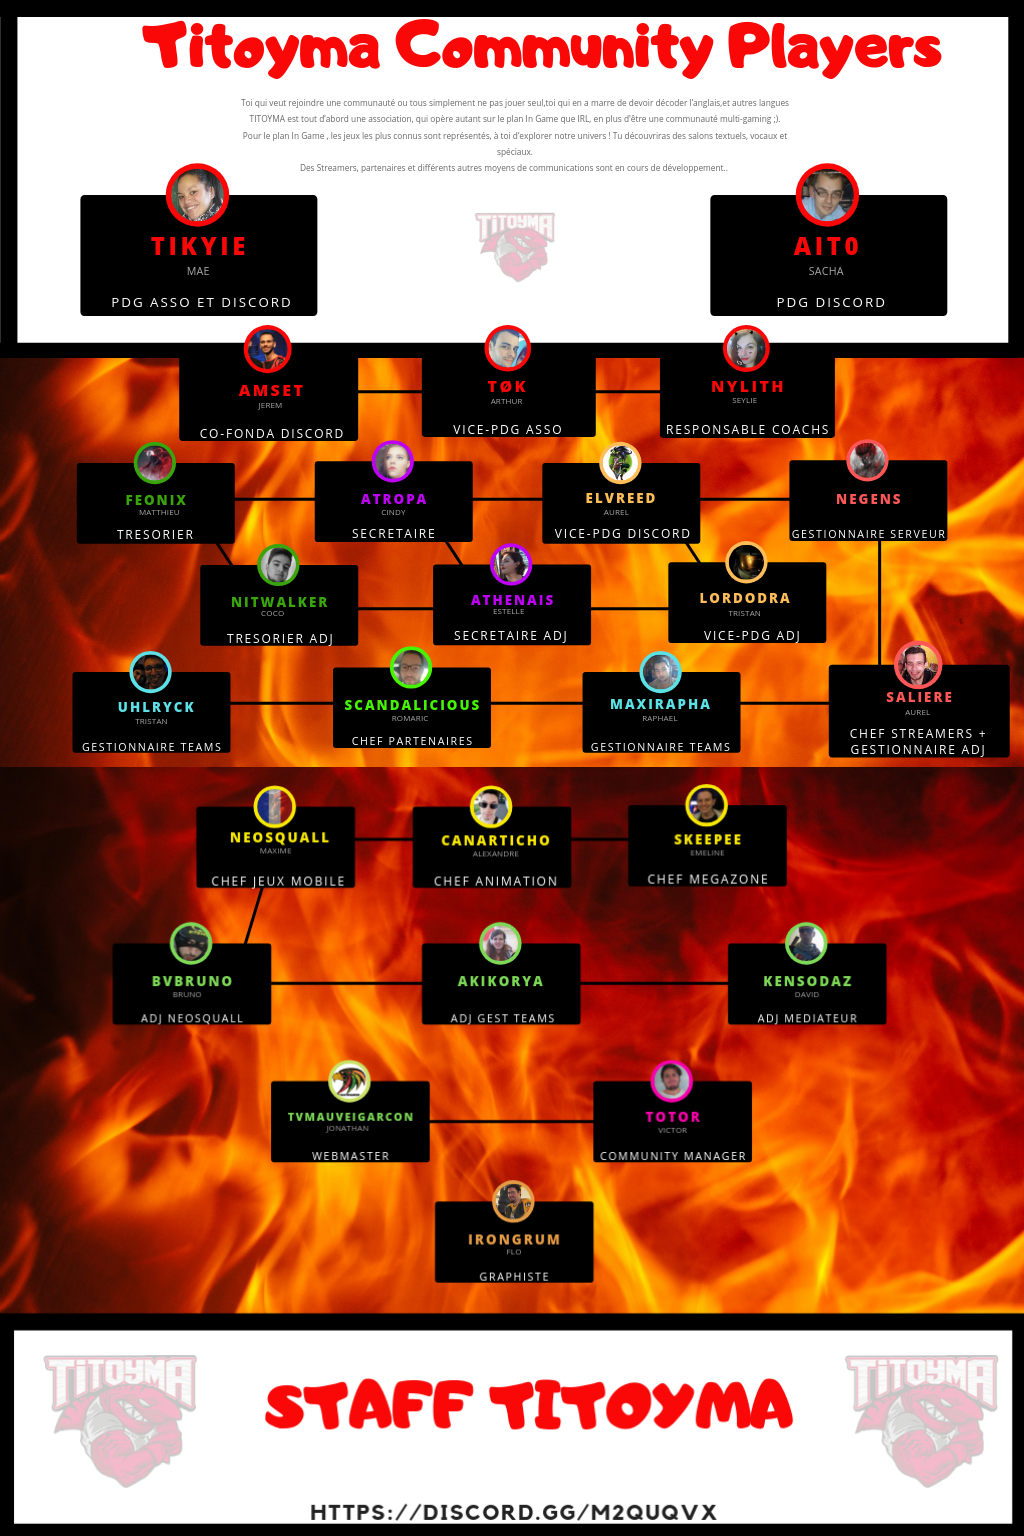 Titoyma Community Players
Toi qui veut rejoindre une communauté ou tous simplement ne pas jouer seul,toi qui en a marre de devoir décoder l'anglais,et autres langues
TITOYMA est tout d'abord une association, qui opère autant sur le plan In Game que IRL, en plus d'être une communauté multi-gaming ;).
Pour le plan In Game , les jeux les plus connus sont représentés, à toi d'explorer notre univers ! Tu découvriras des salons textuels, vocaux et
spéciaux.
Des Streamers, partenaires et différents autres moyens de communications sont en cours de développement..
TIKYIE
MAE
PDG ASSO ET DISCORD
TITOYMA
AIT0
SACHA
PDG DISCORD
AMSET
JEREM
CO-FONDA DISCORD
TØK
ARTHUR
VICE-PDG ASSO
NYLITH
SEYLIE
RESPONSABLE COACHS
FEONIX
MATTHIEU
TRESORIER
ATROPA
CINDY
SECRETAIRE
ELVREED
AUREL
VICE-PDG DISCORD
NEGENS
GESTIONNAIRE SERVEUR
NITWALKER
COCO
TRESORIER ADJ
ATHENAIS
ESTELLE
SECRETAIRE ADJ
LORDODRA
TRISTAN
VICE-PDG ADJ
UHLRYCK
TRISTAN
GESTIONNAIRE TEAMS
SCANDALICIOUS
ROMARIC
CHEF PARTENAIRES
MAXIRAPHA
RAPHAEL
GESTIONNAIRE TEAMS
SALIERE
AUREL
CHEF STREAMERS +
GESTIONNAIRE ADJ
NEOSQUALL
MAXIME
CHEF JEUX MOBILE
CANARTICHO
ALEXANDRE
CHEF ANIMATION
SKEEPEE
EMELINE
CHEF MEGAZONE
BVBRUNO
BRUNO
ADJ NEOSQUALL
AKIKORYA
ADJ GEST TEAMS
KENSODAZ
DAVID
ADJ MEDIATEUR
TVMAUVEIGARCON
JONATHAN
WEBMASTER
TOTOR
VICTOR
COMMUNITY MANAGER
IRONGRUM
FLO
GRAPHISTE
TITOYMA
STAFF TITOYMA
TITOYMA
HTTPS://DISCORD.GG/M2QUQVX